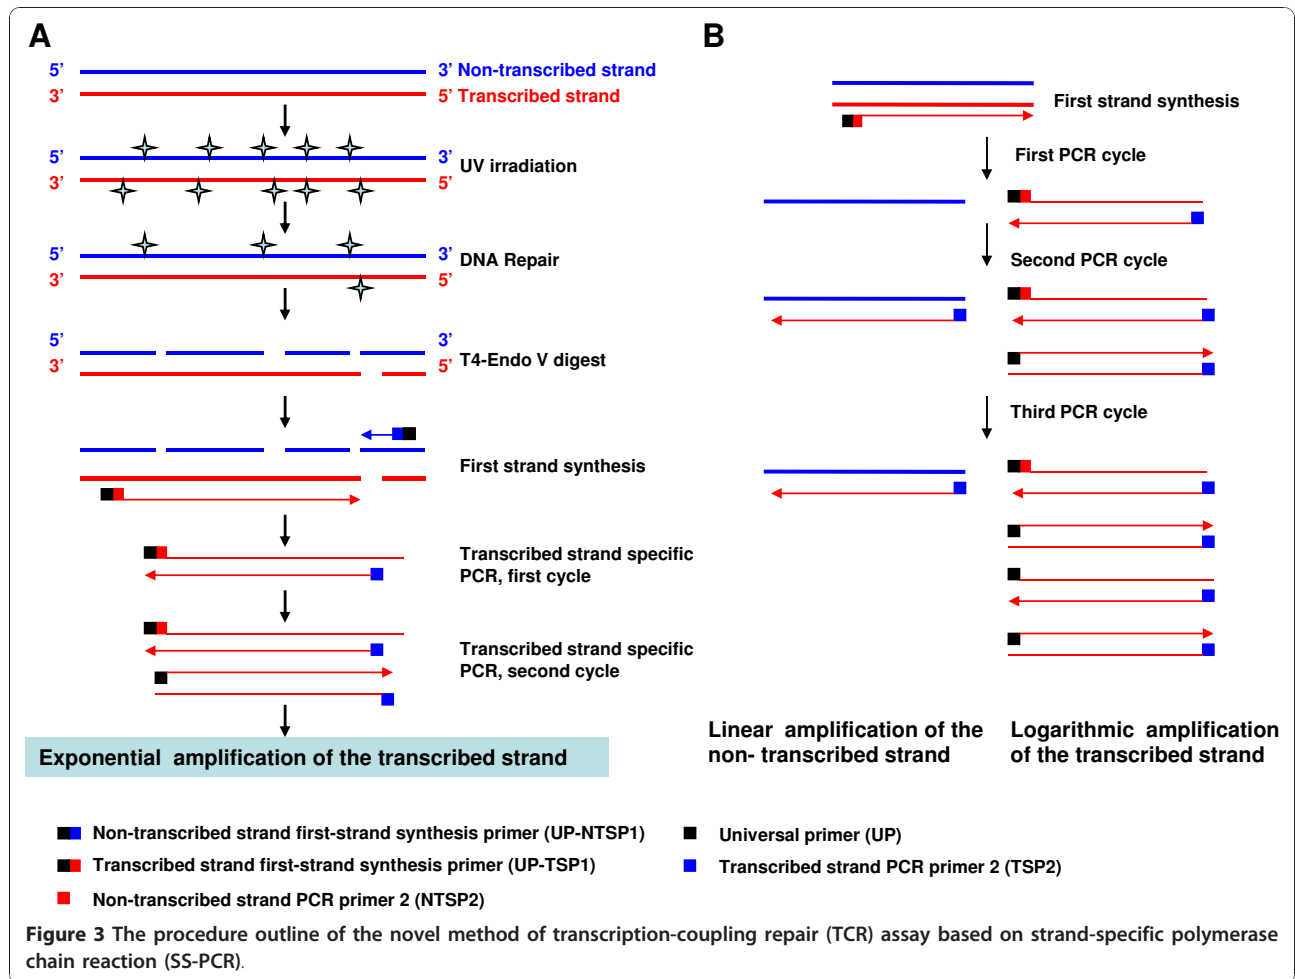 A
5’ 3’ Non-transcribed strand
3’ 5’ Transcribed strand
5’ 3’
UV irradiation
3’ 5’
5’ 3’
DNA Repair
3’ 5’
5’ 3’
T4-Endo V digest
3’ 5’
First strand synthesis
Transcribed strand specific
PCR, first cycle
Transcribed strand specific
PCR, second cycle
Exponential amplification of the transcribed strand
B
First strand synthesis
First PCR cycle
Second PCR cycle
Third PCR cycle
Linear amplification of the
non- transcribed strand
Logarithmic amplification
of the transcribed strand
Non-transcribed strand first-strand synthesis primer (UP-NTSP1)
Transcribed strand first-strand synthesis primer (UP-TSP1)
Non-transcribed strand PCR primer 2 (NTSP2)
Universal primer (UP)
Transcribed strand PCR primer 2 (TSP2)
Figure 3 The procedure outline of the novel method of transcription-coupling repair (TCR) assay based on strand-specific polymerase
chain reaction (SS-PCR).